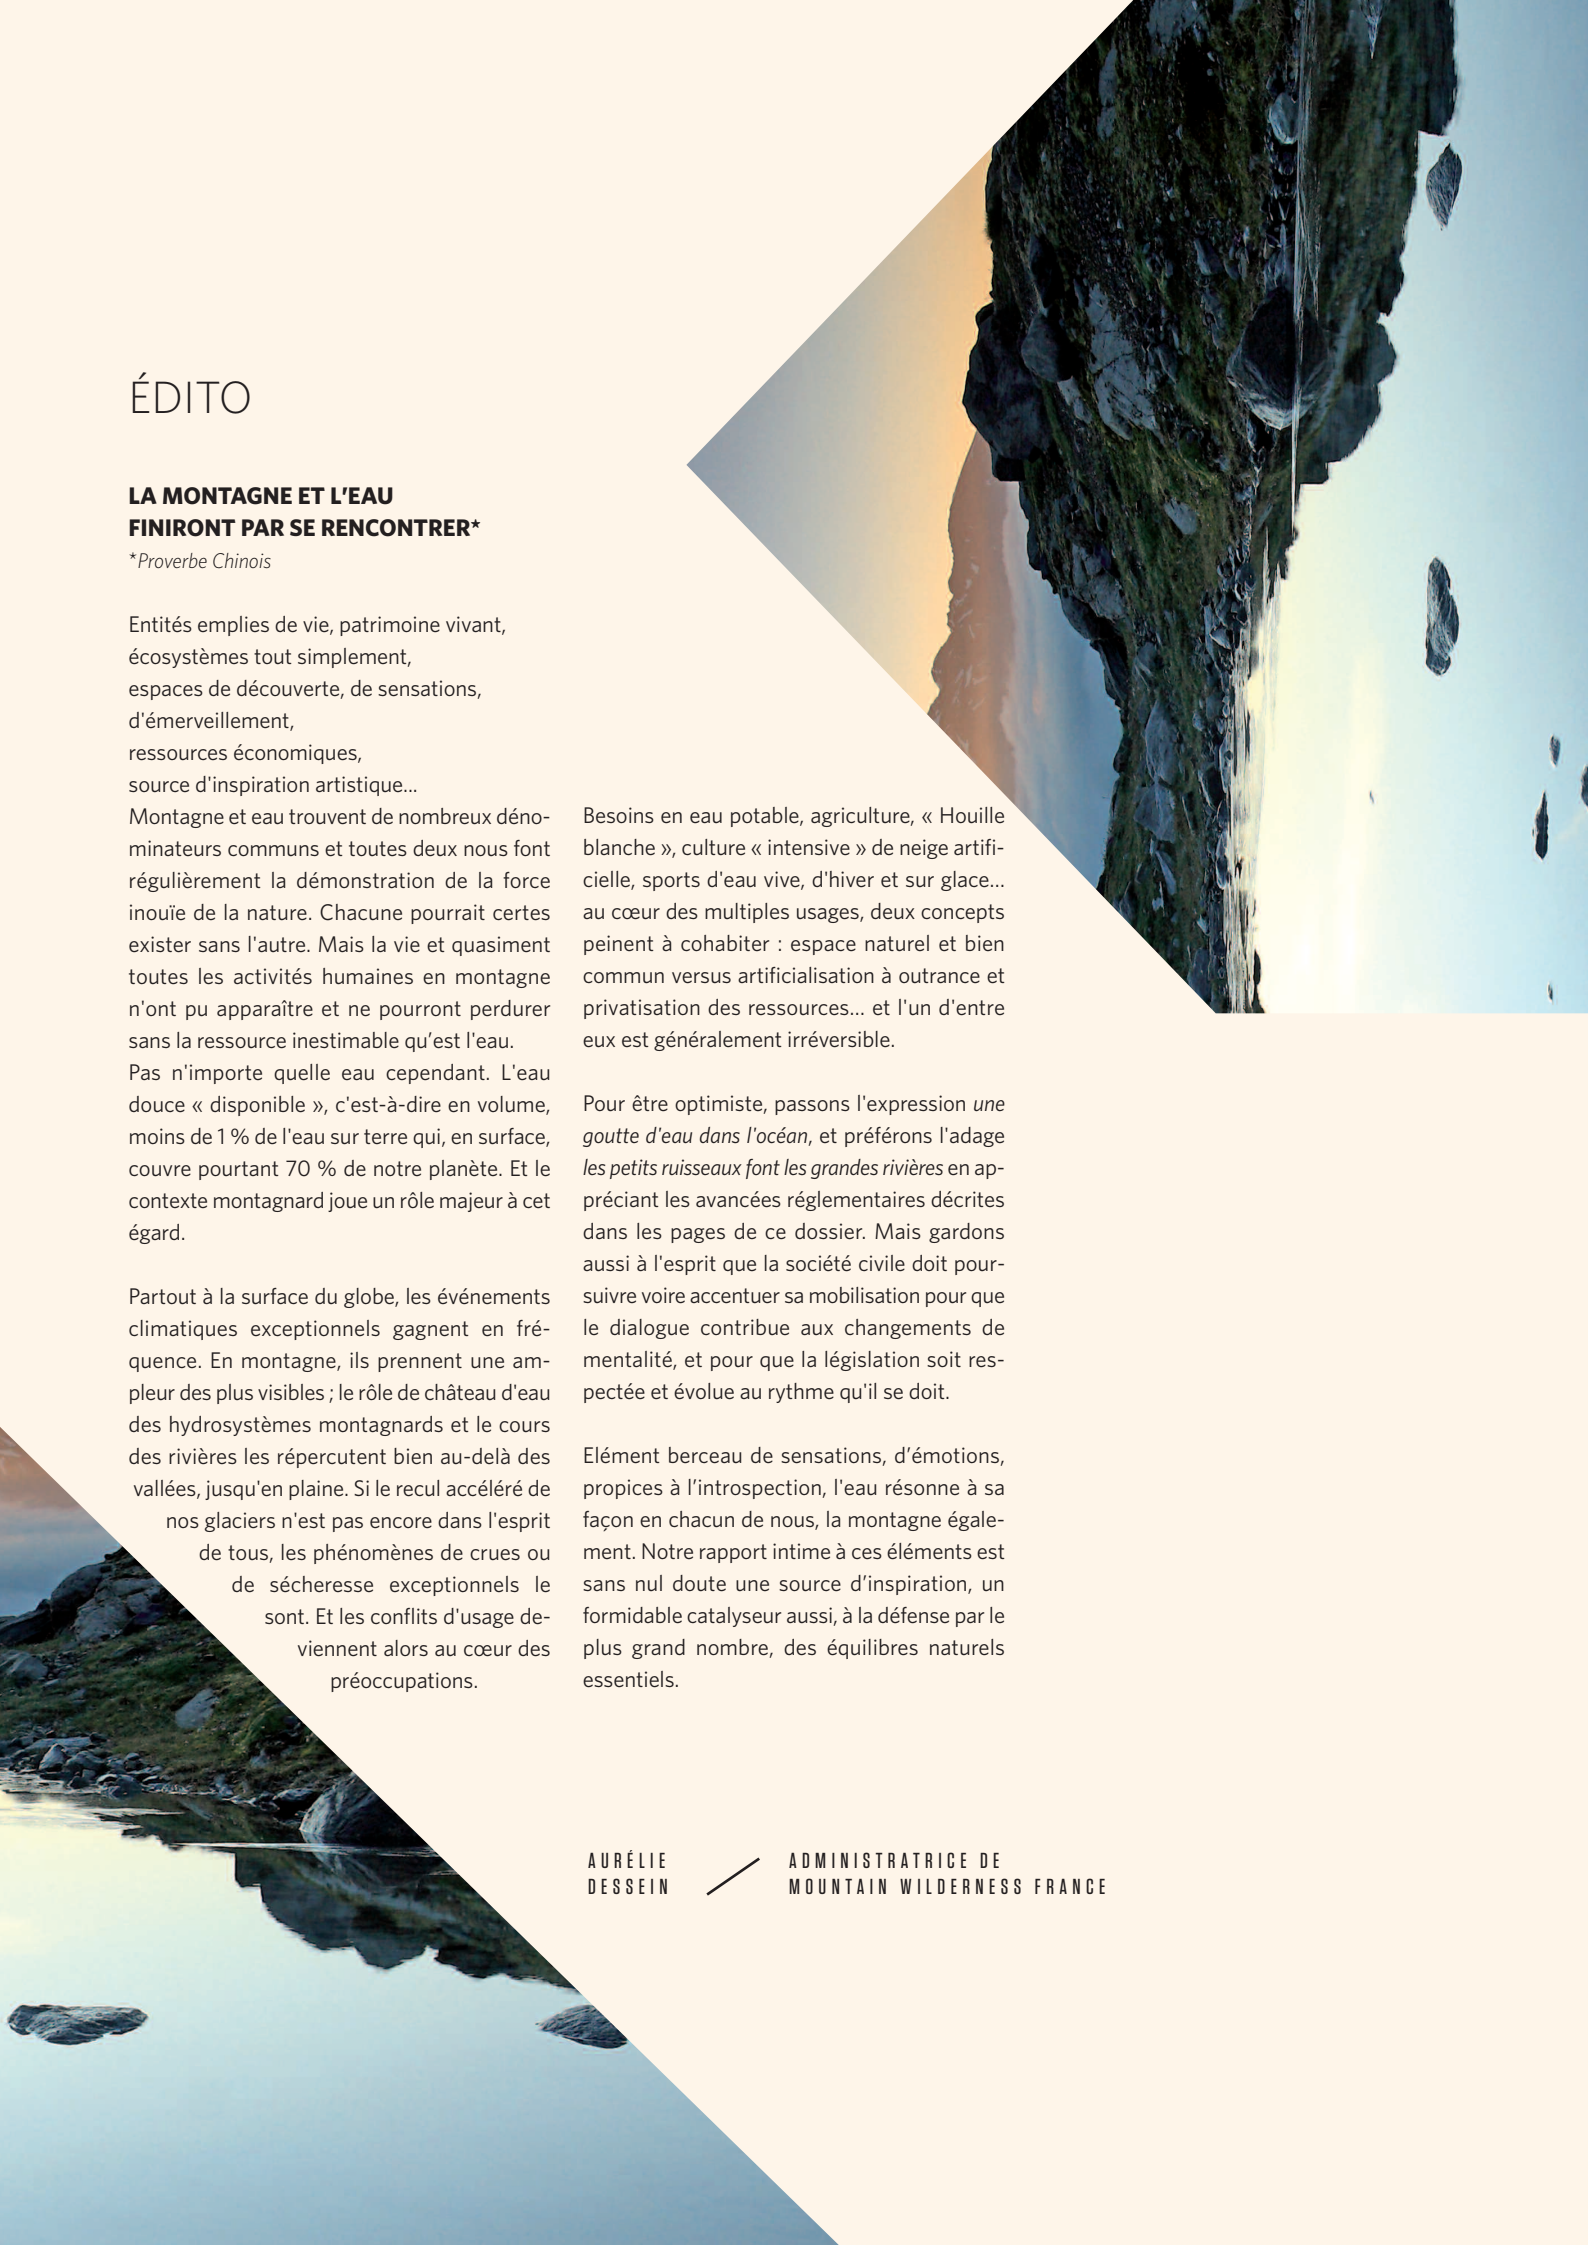 ÉDITO
LA MONTAGNE ET L’EAU
FINIRONT PAR SE RENCONTRER*
*Proverbe Chinois
Entités emplies de vie, patrimoine vivant,
écosystèmes tout simplement,
espaces de découverte, de sensations,
d'émerveillement,
ressources économiques,
source d'inspiration artistique...
Montagne et eau trouvent de nombreux déno-
minateurs communs et toutes deux nous font
régulièrement la démonstration de la force
inouïe de la nature. Chacune pourrait certes
exister sans l'autre. Mais la vie et quasiment
toutes les activités humaines en montagne
n'ont pu apparaître et ne pourront perdurer
sans la ressource inestimable qu’est l'eau.
Pas n'importe quelle eau cependant. L'eau
douce « disponible », c'est-à-dire en volume,
moins de 1 % de l'eau sur terre qui, en surface,
couvre pourtant 70 % de notre planète. Et le
contexte montagnard joue un rôle majeur à cet
égard.
Partout à la surface du globe, les événements
climatiques exceptionnels gagnent en fré-
quence. En montagne, ils prennent une am-
pleur des plus visibles ; le rôle de château d'eau
des hydrosystèmes montagnards et le cours
des rivières les répercutent bien au-delà des
vallées, jusqu'en plaine. Si le recul accéléré de
nos glaciers n'est pas encore dans l'esprit
de tous, les phénomènes de crues ou
de sécheresse exceptionnels le
sont. Et les conflits d'usage de-
viennent alors au cœur des
préoccupations.
Besoins en eau potable, agriculture, « Houille
blanche », culture « intensive » de neige artifi-
cielle, sports d'eau vive, d'hiver et sur glace...
au cœur des multiples usages, deux concepts
peinent à cohabiter : espace naturel et bien
commun versus artificialisation à outrance et
privatisation des ressources... et l'un d'entre
eux est généralement irréversible.
Pour être optimiste, passons l'expression une
goutte d'eau dans l'océan, et préférons l'adage
les petits ruisseaux font les grandes rivières en ap-
préciant les avancées réglementaires décrites
dans les pages de ce dossier. Mais gardons
aussi à l'esprit que la société civile doit pour-
suivre voire accentuer sa mobilisation pour que
le dialogue contribue aux changements de
mentalité, et pour que la législation soit res-
pectée et évolue au rythme qu'il se doit.
Elément berceau de sensations, d’émotions,
propices à l’introspection, l'eau résonne à sa
façon en chacun de nous, la montagne égale-
ment. Notre rapport intime à ces éléments est
sans nul doute une source d’inspiration, un
formidable catalyseur aussi, à la défense par le
plus grand nombre, des équilibres naturels
essentiels.
AURÉLIE
DESSEIN
ADMINISTRATRICE DE
MOUNTAIN WILDERNESS FRANCE